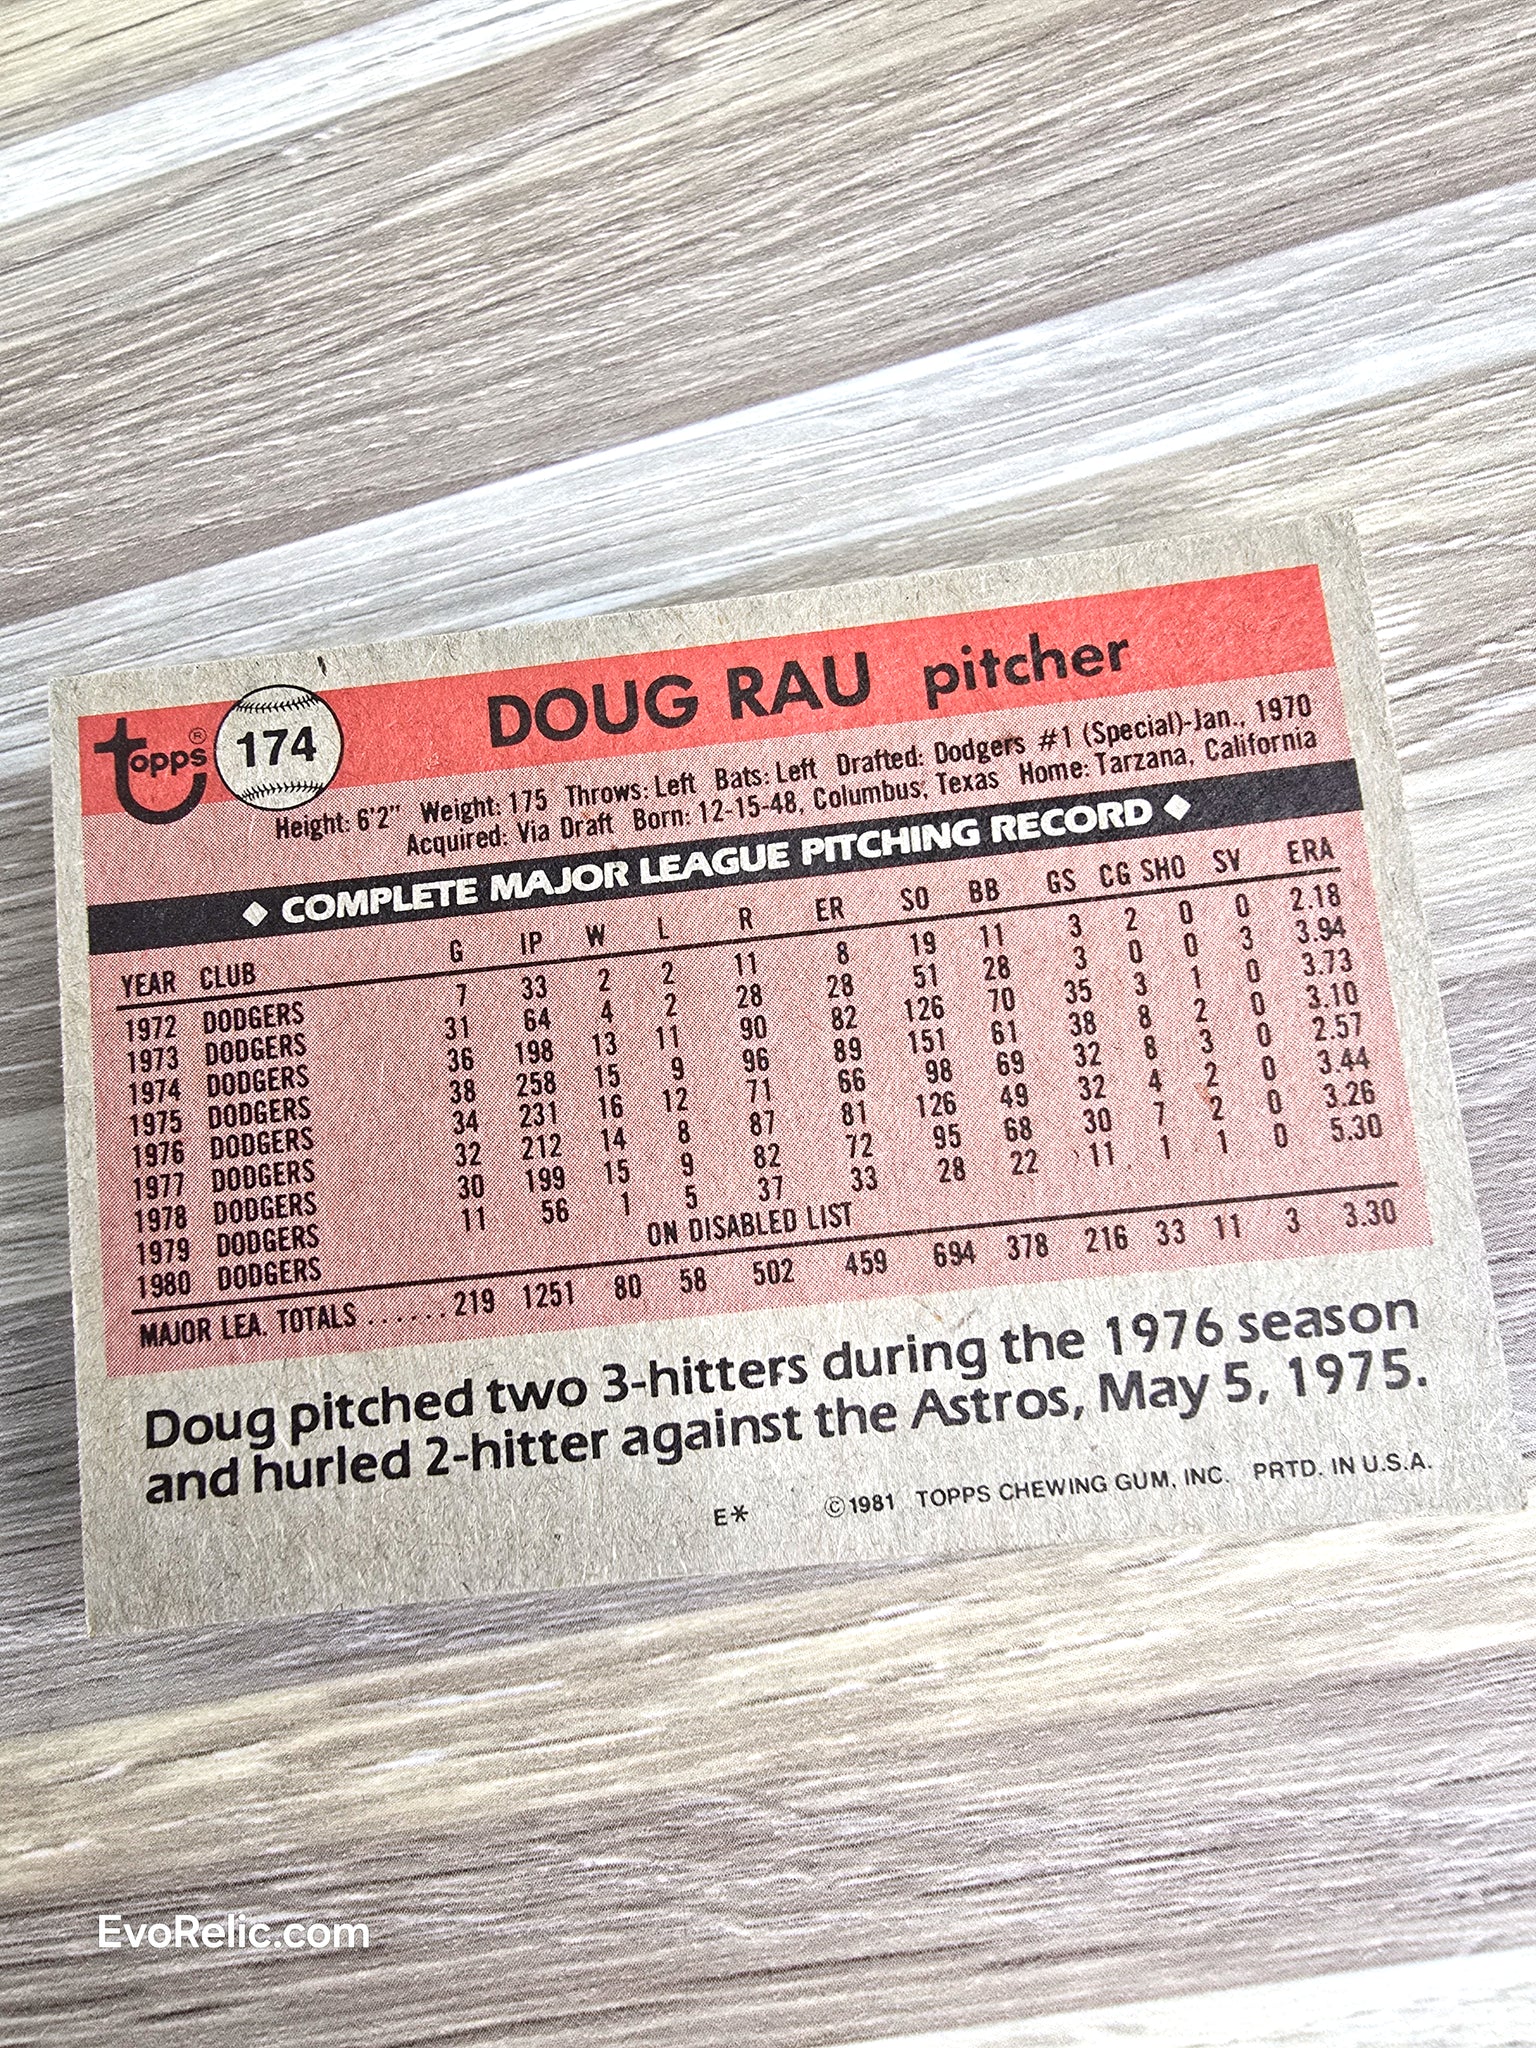 topps® 174 DOUG RAU pitcher
Height: 6'2" Weight: 175 Throws: Left Bats: Left Drafted: Dodgers #1 (Special)-Jan., 1970
Acquired: Via Draft Born: 12-15-48, Columbus, Texas Home: Tarzana, California
◆ COMPLETE MAJOR LEAGUE PITCHING RECORD ◆
YEAR CLUB G IP W L R ER SO BB GS CG SHO SV ERA
1972 DODGERS 7 33 2 2 11 8 19 11 3 2 0 0 2.18
1973 DODGERS 31 64 4 2 28 28 51 28 3 0 0 3 3.94
1974 DODGERS 36 198 13 11 90 82 126 70 35 3 1 0 3.73
1975 DODGERS 38 258 15 9 96 89 151 61 38 8 2 0 3.10
1976 DODGERS 34 231 16 12 71 66 98 69 32 8 3 0 2.57
1977 DODGERS 32 212 14 8 87 81 126 49 32 4 2 0 3.44
1978 DODGERS 30 199 15 9 82 72 95 68 30 7 2 0 3.26
1979 DODGERS 11 56 1 5 37 33 28 22 11 1 1 0 5.30
1980 DODGERS ON DISABLED LIST
MAJOR LEA. TOTALS ...... 219 1251 80 58 502 459 694 378 216 33 11 3 3.30
Doug pitched two 3-hitters during the 1976 season
and hurled 2-hitter against the Astros, May 5, 1975.
E* ©1981 TOPPS CHEWING GUM, INC. PRTD. IN U.S.A.
EvoRelic.com